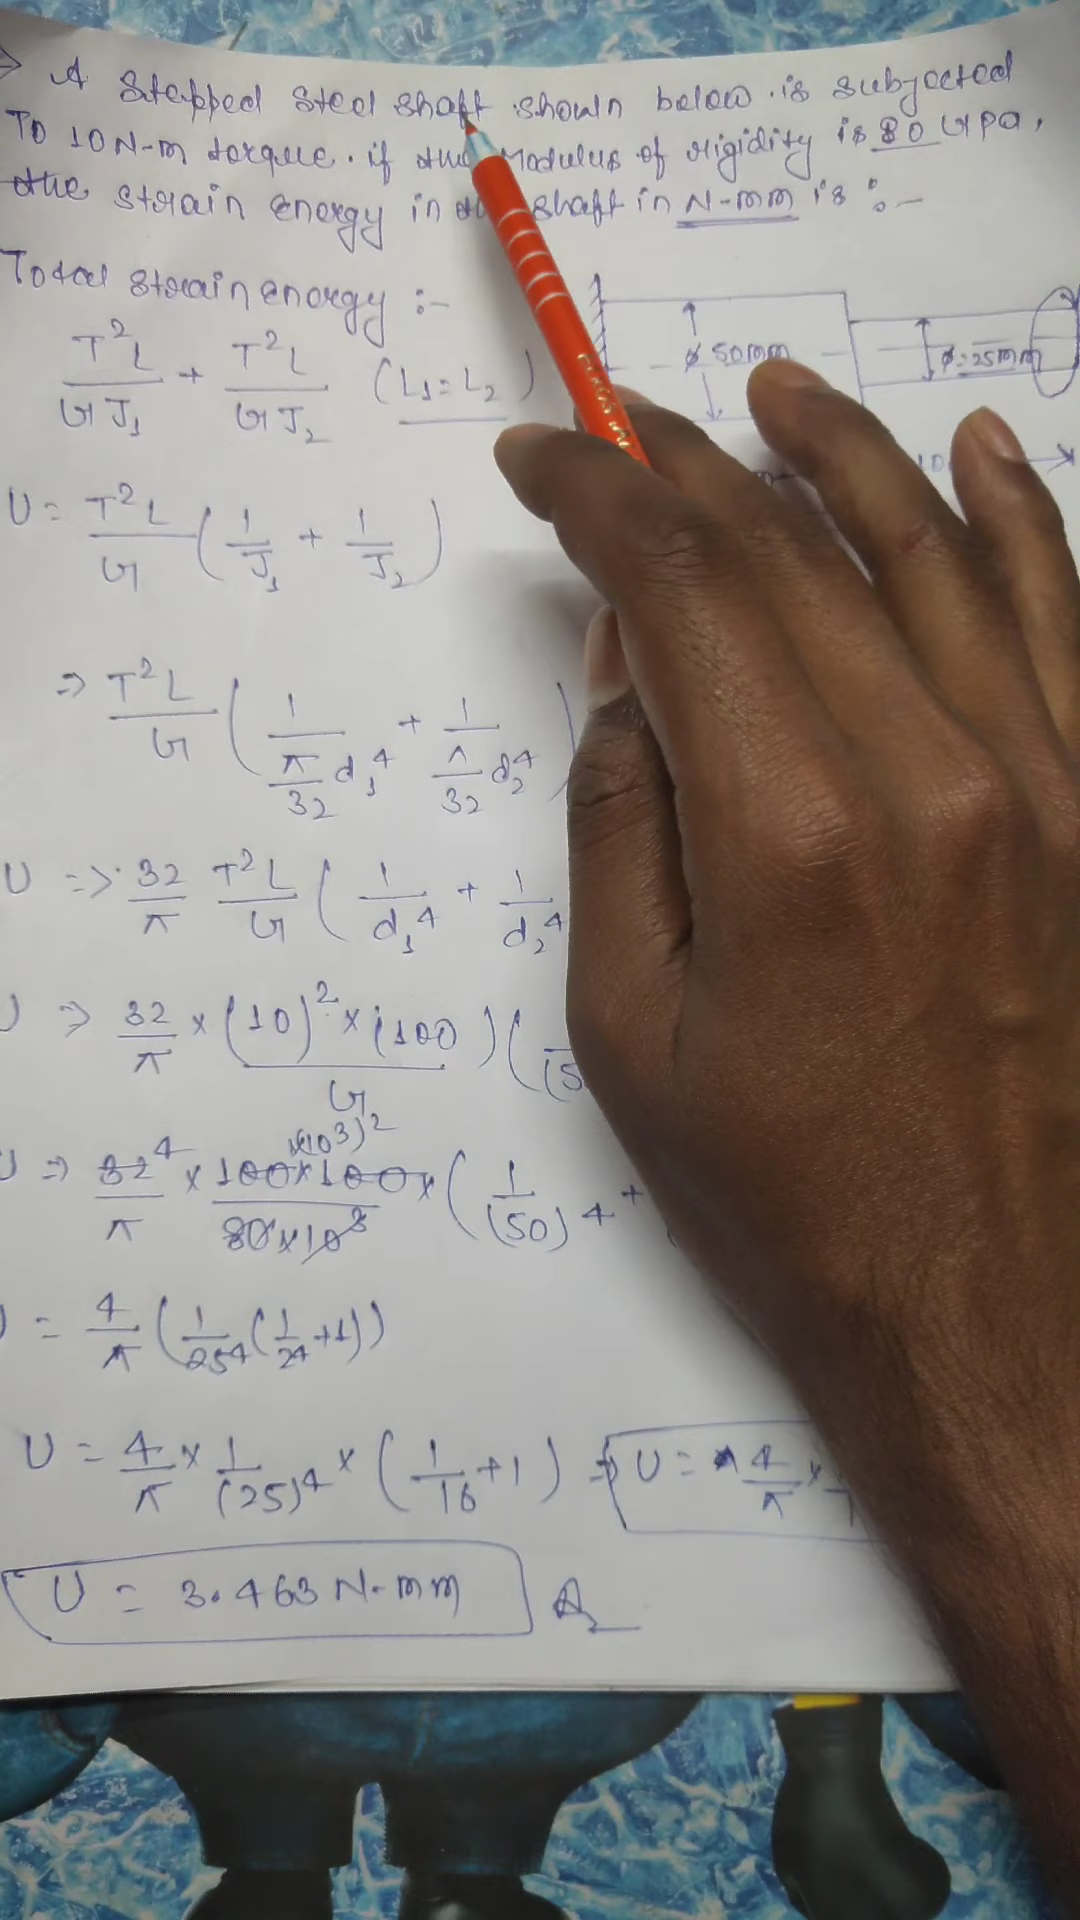 → A stepped steel shaft shown below is subjected
To 10 N-m torque. if the Modulus of rigidity is 80 GPa,
the strain energy in the shaft in N-mm is :-
Total strain energy :-
T²L/GJ₁ + T²L/GJ₂ (L₁=L₂)
φ 50mm
φ=25mm
U = T²L/G (1/J₁ + 1/J₂)
⇒ T²L/G (1/(π/32 d₁⁴) + 1/(π/32 d₂⁴))
U ⇒ 32/π T²L/G (1/d₁⁴ + 1/d₂⁴
⇒ 32/π × (10)² × (100)/G (
⇒ 32⁴/π × 100×100×(10³)²/80×10³ × (1/(50)⁴ +
= 4/π (1/25⁴ (1/2⁴ + 1))
U = 4/π × 1/(25)⁴ × (1/16 + 1) ⇒ U = 4/π ×
U = 3.463 N-mm